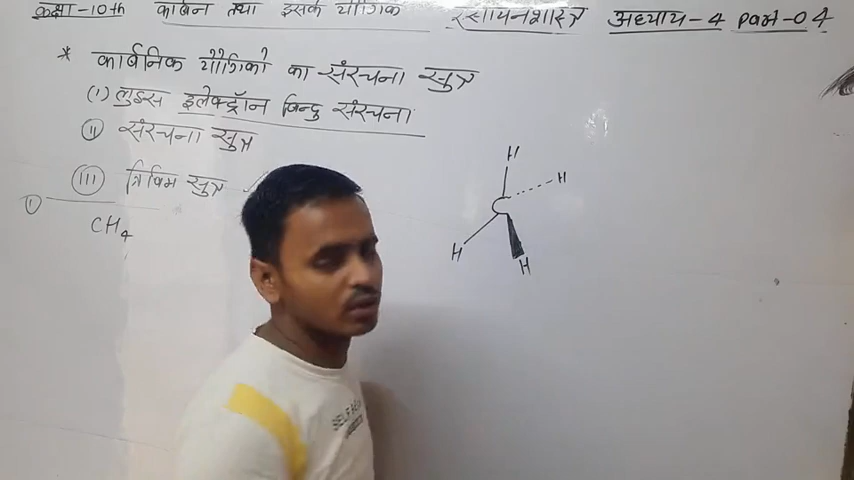 कक्षा-10th कार्बन तथा इसके यौगिक रसायनशास्त्र अध्याय-4 part-04
* कार्बनिक यौगिको का संरचना सुत्र
(i) लुइस इलेक्ट्रॉन बिन्दु संरचना
(ii) संरचना सुत्र
(III) त्रिविम सुत्र
(i)
CH4
H
H
C
H
H
SELF